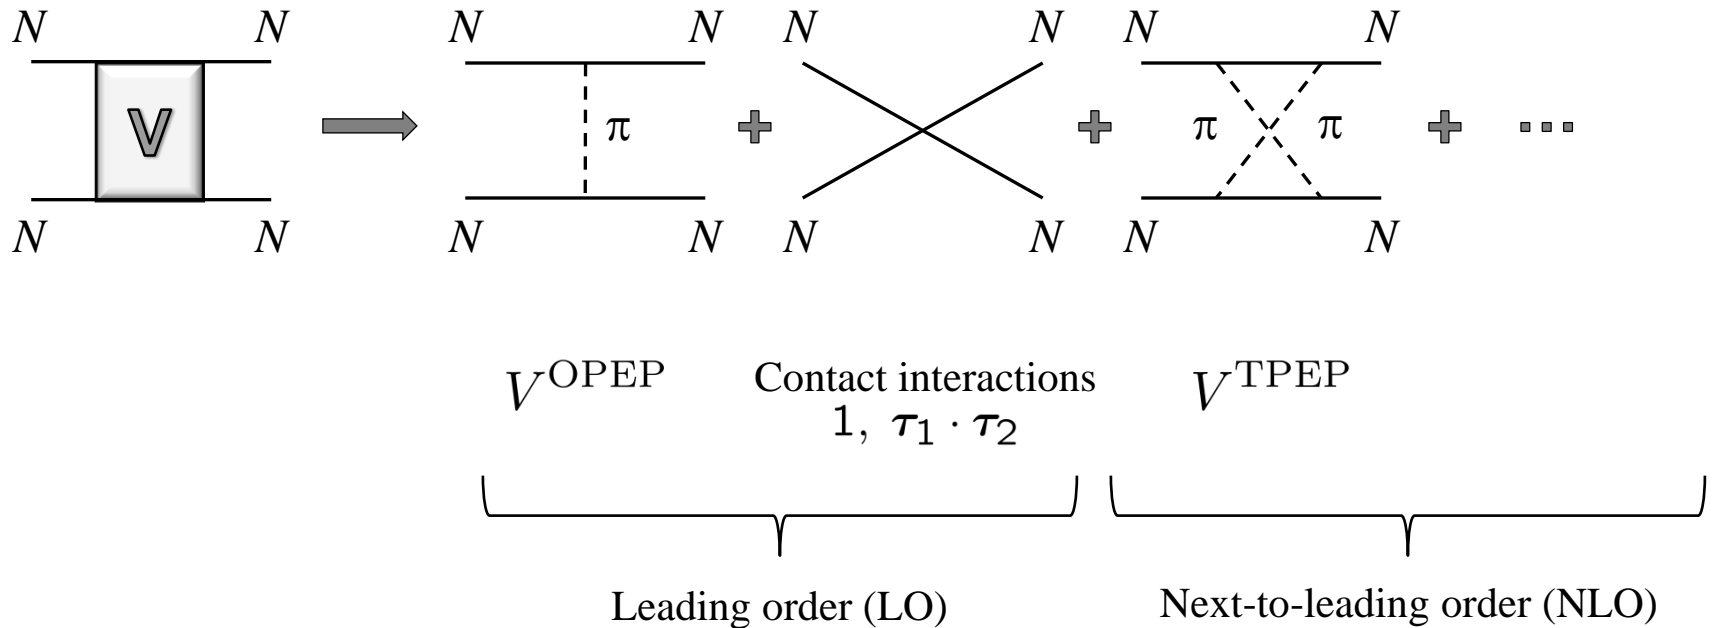 N N N N N N N
V π π π
N N N N N N N N
V^OPEP Contact interactions V^TPEP
1, τ₁ · τ₂
Leading order (LO) Next-to-leading order (NLO)